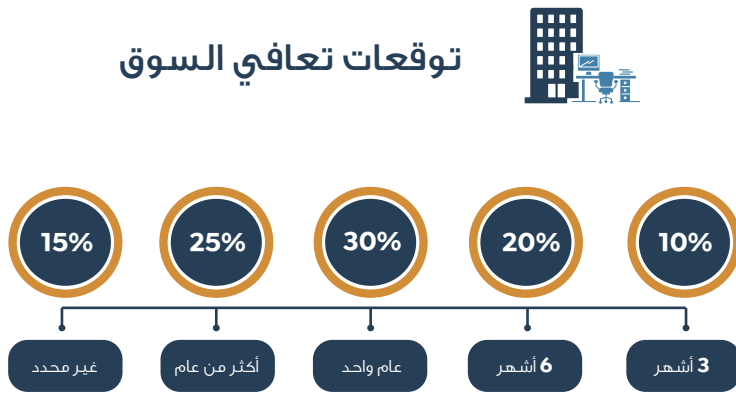 توقعات تعافي السوق
10% 20% 30% 25% 15%
3 أشهر 6 أشهر عام واحد أكثر من عام غير محدد